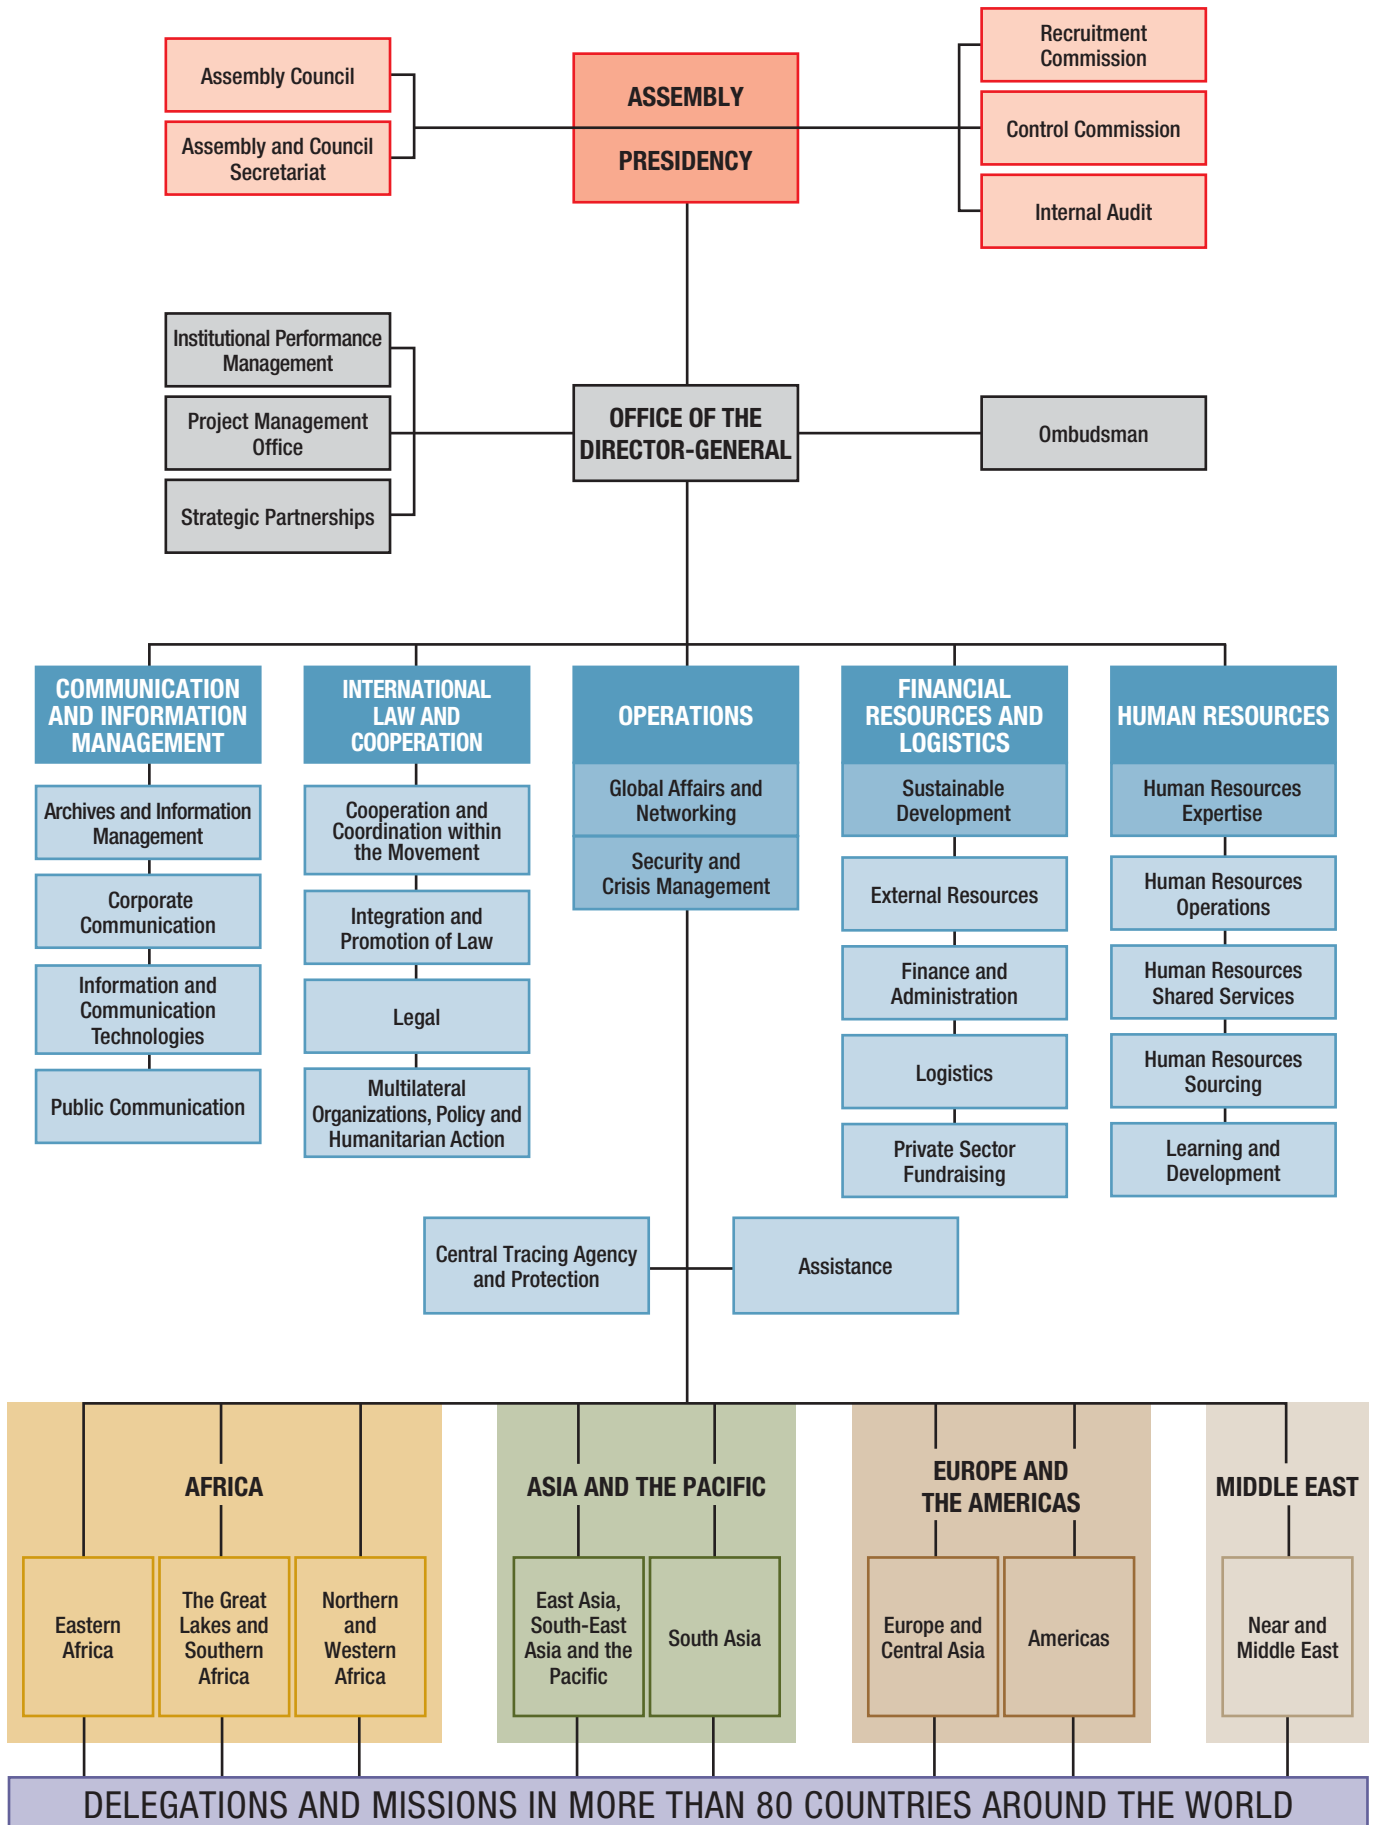 Assembly Council
Assembly and Council
Secretariat
ASSEMBLY
PRESIDENCY
Recruitment
Commission
Control Commission
Internal Audit
Institutional Performance
Management
Project Management
Office
Strategic Partnerships
OFFICE OF THE
DIRECTOR-GENERAL
Ombudsman
COMMUNICATION
AND INFORMATION
MANAGEMENT
Archives and Information
Management
Corporate
Communication
Information and
Communication
Technologies
Public Communication
INTERNATIONAL
LAW AND
COOPERATION
Cooperation and
Coordination within
the Movement
Integration and
Promotion of Law
Legal
Multilateral
Organizations, Policy and
Humanitarian Action
OPERATIONS
Global Affairs and
Networking
Security and
Crisis Management
FINANCIAL
RESOURCES AND
LOGISTICS
Sustainable
Development
External Resources
Finance and
Administration
Logistics
Private Sector
Fundraising
HUMAN RESOURCES
Human Resources
Expertise
Human Resources
Operations
Human Resources
Shared Services
Human Resources
Sourcing
Learning and
Development
Central Tracing Agency
and Protection
Assistance
AFRICA
Eastern
Africa
The Great
Lakes and
Southern
Africa
Northern
and
Western
Africa
ASIA AND THE PACIFIC
East Asia,
South-East
Asia and the
Pacific
South Asia
EUROPE AND
THE AMERICAS
Europe and
Central Asia
Americas
MIDDLE EAST
Near and
Middle East
DELEGATIONS AND MISSIONS IN MORE THAN 80 COUNTRIES AROUND THE WORLD